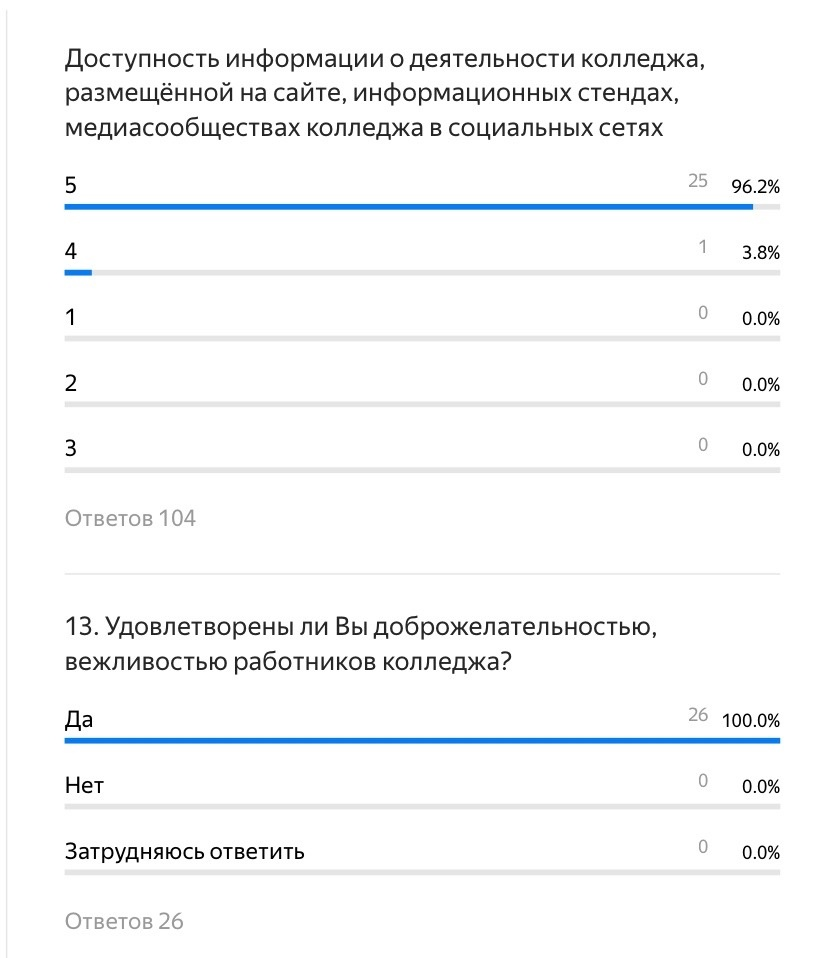 Доступность информации о деятельности колледжа,
размещённой на сайте, информационных стендах,
медиасообществах колледжа в социальных сетях
5 25 96.2%
4 1 3.8%
1 0 0.0%
2 0 0.0%
3 0 0.0%
Ответов 104
13. Удовлетворены ли Вы доброжелательностью,
вежливостью работников колледжа?
Да 26 100.0%
Нет 0 0.0%
Затрудняюсь ответить 0 0.0%
Ответов 26